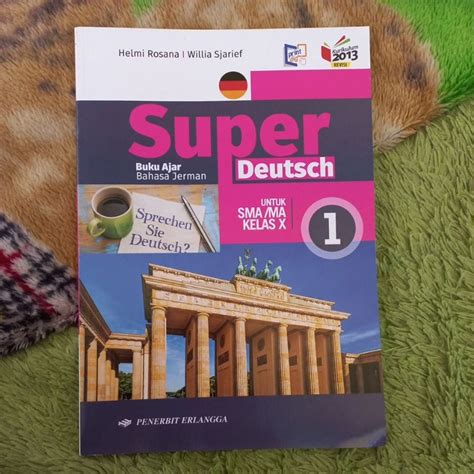 Helmi Rosana | Willia Sjarief
Kurikulum
2013
REVISI
Super
Deutsch
Buku Ajar
Bahasa Jerman
UNTUK
SMA/MA
KELAS X
1
Sprechen
Sie
Deutsch?
PENERBIT ERLANGGA